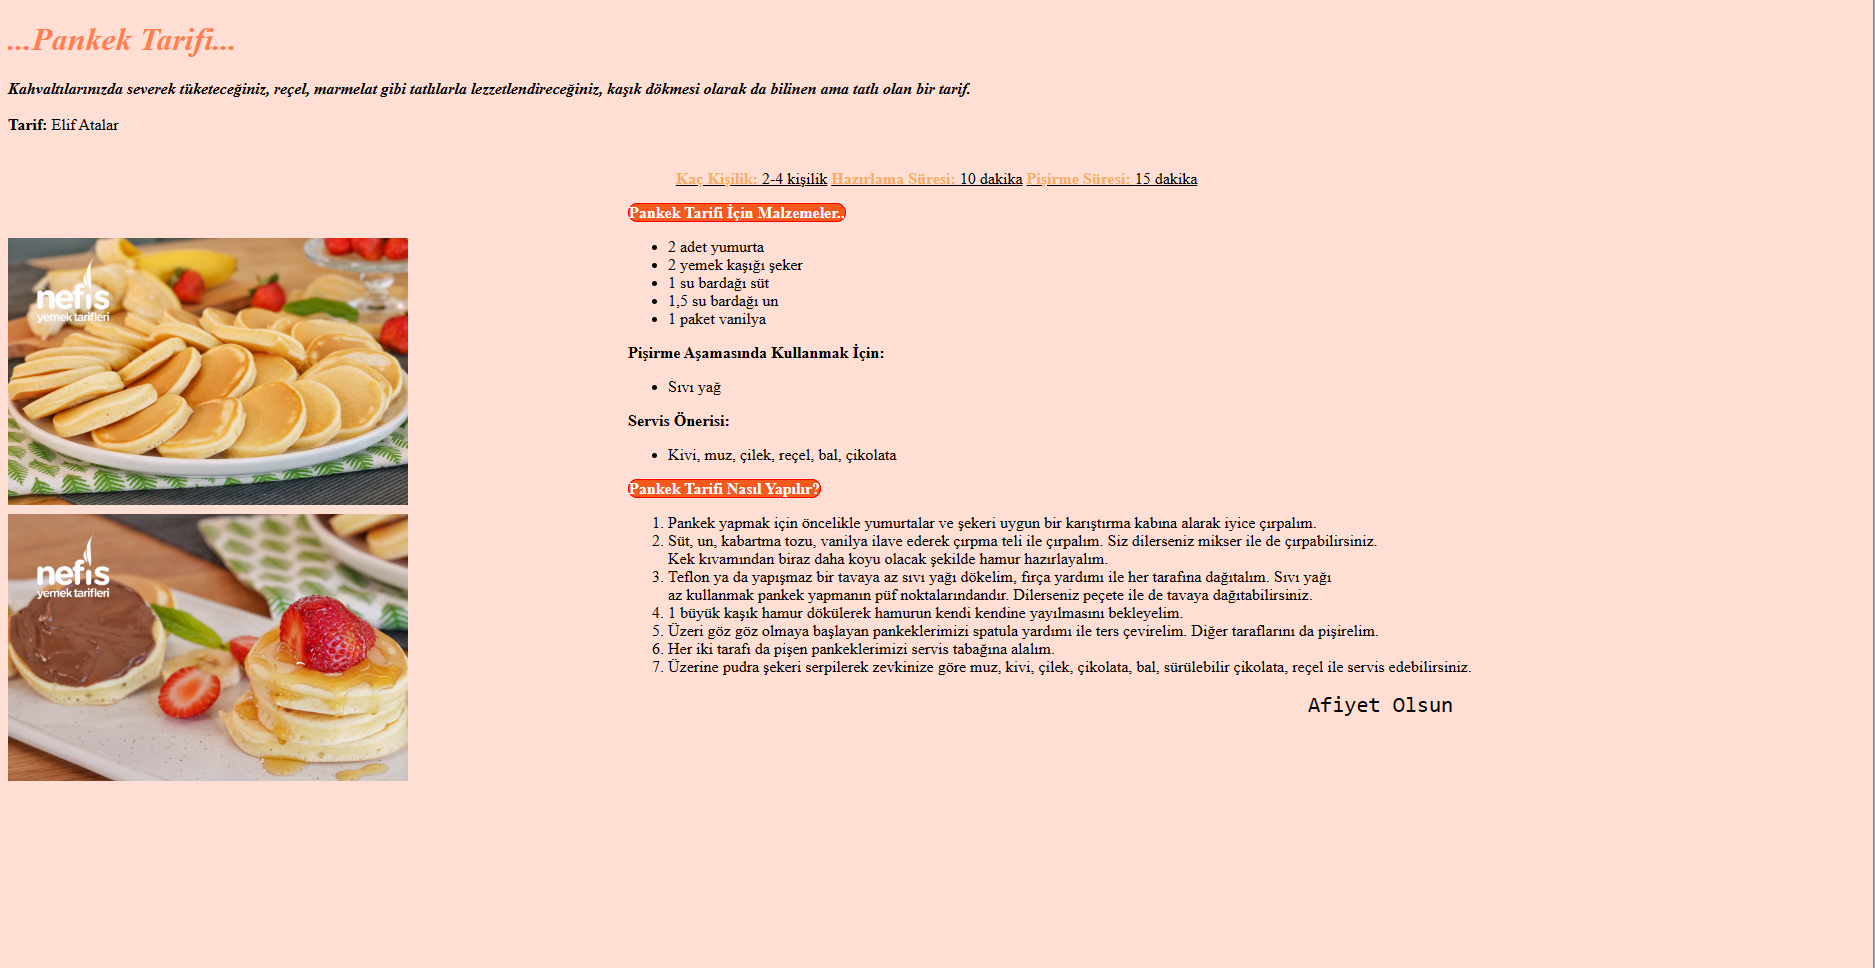 ...Pankek Tarifi...
Kahvaltılarınızda severek tüketeceğiniz, reçel, marmelat gibi tatlılarla lezzetlendireceğiniz, kaşık dökmesi olarak da bilinen ama tatlı olan bir tarif.
Tarif: Elif Atalar
Kaç Kişilik: 2-4 kişilik Hazırlama Süresi: 10 dakika Pişirme Süresi: 15 dakika
nefis
yemek tarifleri
nefis
yemek tarifleri
Pankek Tarifi İçin Malzemeler..
• 2 adet yumurta
• 2 yemek kaşığı şeker
• 1 su bardağı süt
• 1,5 su bardağı un
• 1 paket vanilya
Pişirme Aşamasında Kullanmak İçin:
• Sıvı yağ
Servis Önerisi:
• Kivi, muz, çilek, reçel, bal, çikolata
Pankek Tarifi Nasıl Yapılır?
1. Pankek yapmak için öncelikle yumurtalar ve şekeri uygun bir karıştırma kabına alarak iyice çırpalım.
2. Süt, un, kabartma tozu, vanilya ilave ederek çırpma teli ile çırpalım. Siz dilerseniz mikser ile de çırpabilirsiniz.
Kek kıvamından biraz daha koyu olacak şekilde hamur hazırlayalım.
3. Teflon ya da yapışmaz bir tavaya az sıvı yağı dökelim, fırça yardımı ile her tarafına dağıtalım. Sıvı yağı
az kullanmak pankek yapmanın püf noktalarındandır. Dilerseniz peçete ile de tavaya dağıtabilirsiniz.
4. 1 büyük kaşık hamur dökülerek hamurun kendi kendine yayılmasını bekleyelim.
5. Üzeri göz göz olmaya başlayan pankeklerimizi spatula yardımı ile ters çevirelim. Diğer taraflarını da pişirelim.
6. Her iki tarafı da pişen pankeklerimizi servis tabağına alalım.
7. Üzerine pudra şekeri serpilerek zevkinize göre muz, kivi, çilek, çikolata, bal, sürülebilir çikolata, reçel ile servis edebilirsiniz.
Afiyet Olsun